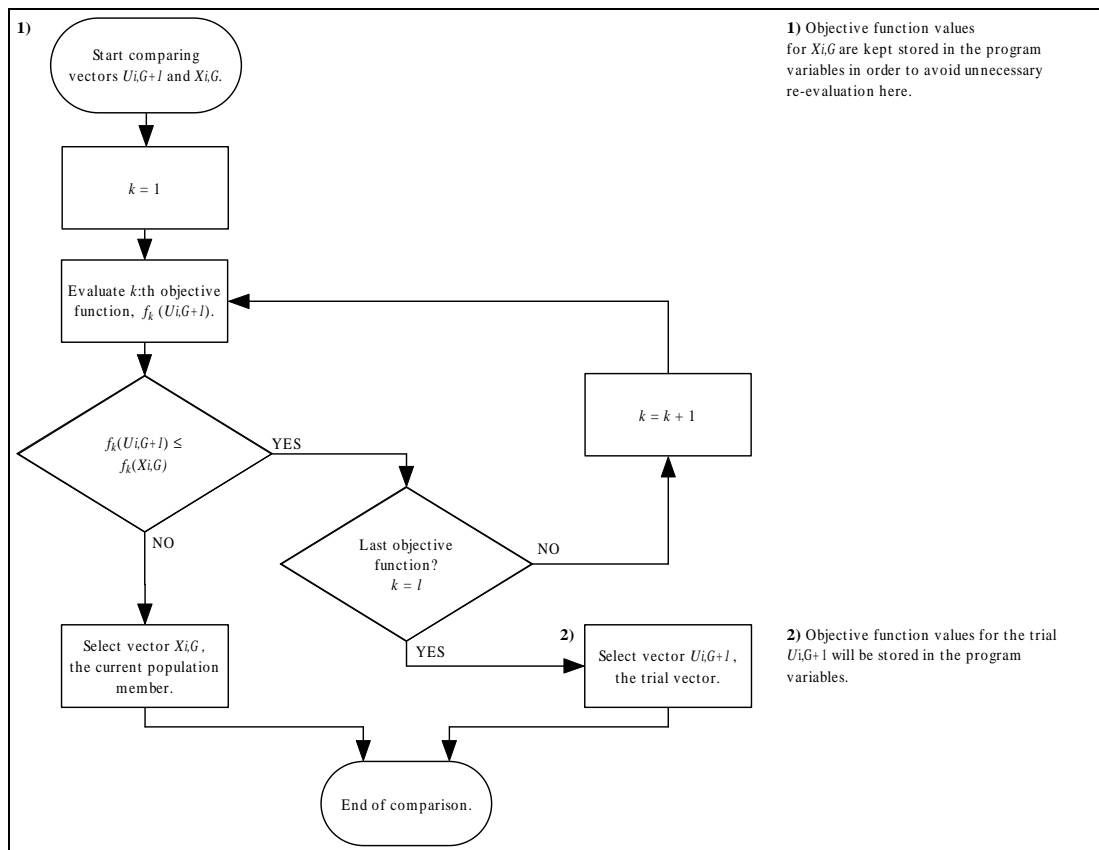 1)
Start comparing
vectors Ui,G+1 and Xi,G.
1) Objective function values
for Xi,G are kept stored in the program
variables in order to avoid unnecessary
re-evaluation here.
k = 1
Evaluate k:th objective
function, fk (Ui,G+1).
k = k + 1
fk(Ui,G+1) ≤
fk(Xi,G)
YES
NO
Last objective
function?
k = l
NO
YES
Select vector Xi,G ,
the current population
member.
2)
Select vector Ui,G+1 ,
the trial vector.
2) Objective function values for the trial
Ui,G+1 will be stored in the program
variables.
End of comparison.